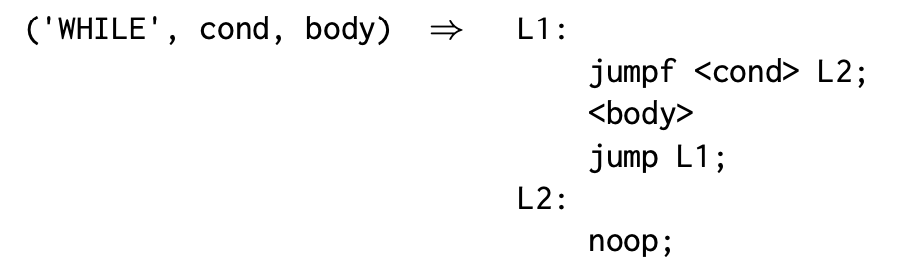 ('WHILE', cond, body) ⇒ L1:
jumpf <cond> L2;
<body>
jump L1;
L2:
noop;